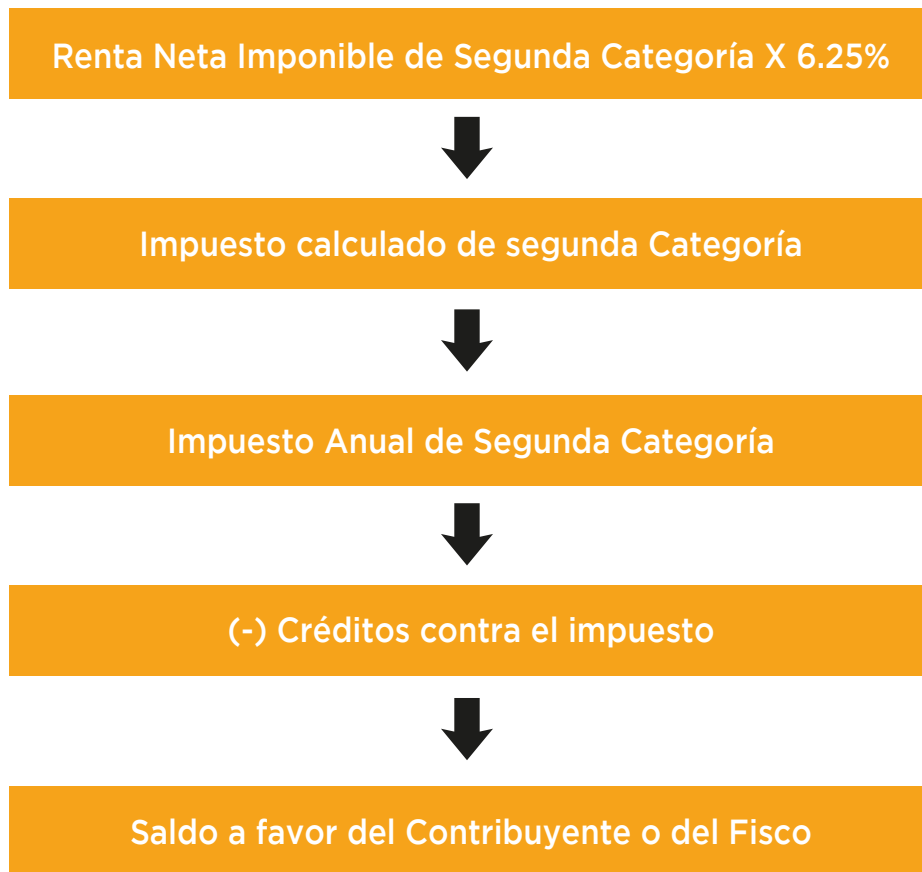 Renta Neta Imponible de Segunda Categoría X 6.25%
Impuesto calculado de segunda Categoría
Impuesto Anual de Segunda Categoría
(-) Créditos contra el impuesto
Saldo a favor del Contribuyente o del Fisco